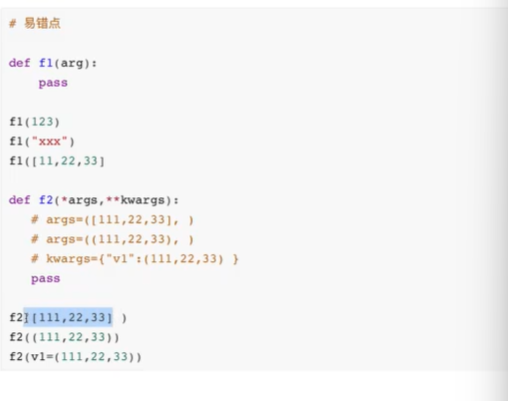 # 易错点
def f1(arg):
    pass
f1(123)
f1("xxx")
f1([11,22,33]
def f2(*args,**kwargs):
    # args=([111,22,33], )
    # args=((111,22,33), )
    # kwargs={"v1":(111,22,33) }
    pass
f2[[111,22,33] )
f2((111,22,33))
f2(v1=(111,22,33))